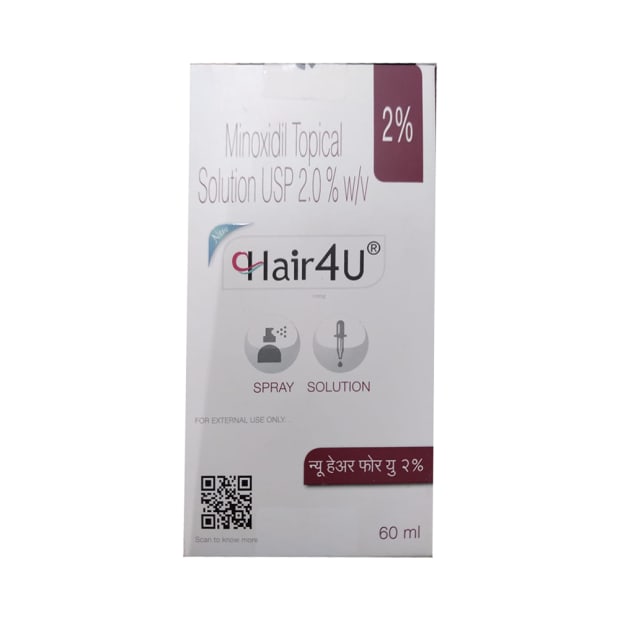 Minoxidil Topical
2%
Solution USP 2.0 % w/v
New
Hair4U®
SPRAY SOLUTION
FOR EXTERNAL USE ONLY.
न्यू हेअर फोर यु २%
Scan to know more
60 ml